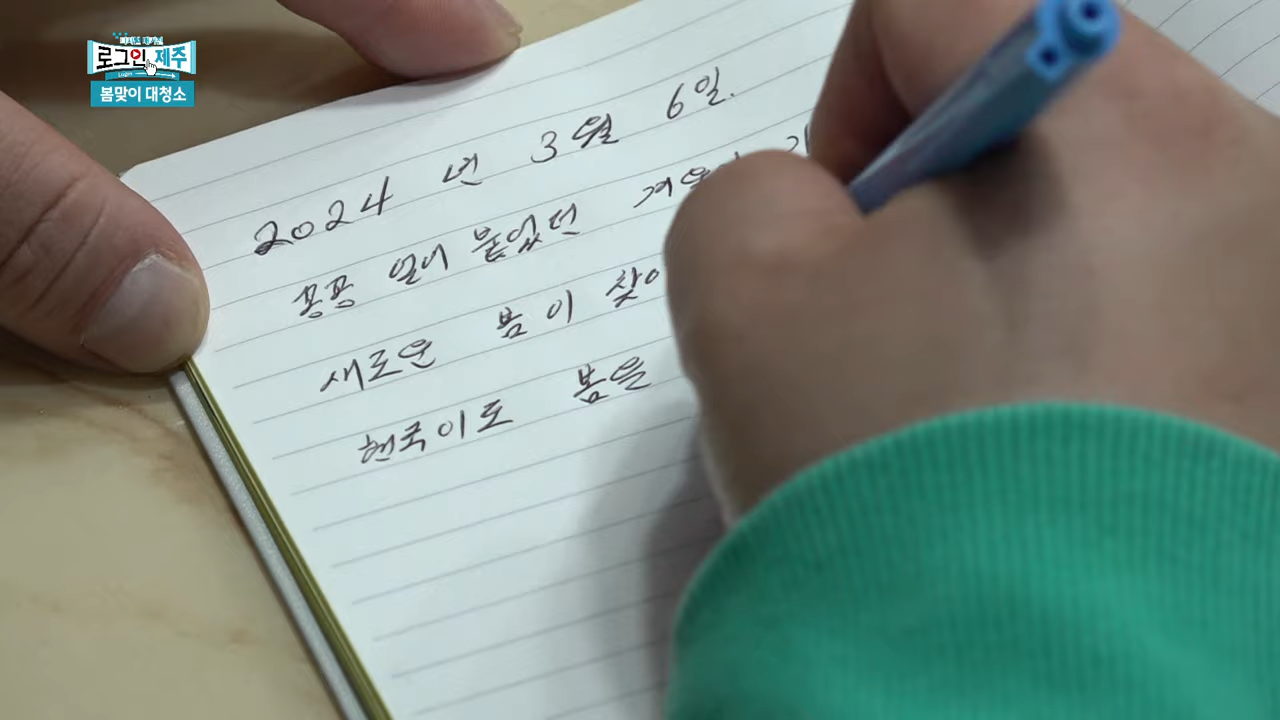 로그인 제주
봄맞이 대청소
2024 년 3월 6일.
꽁꽁 얼어 붙었던
새로운 봄이
현국이도 봄을